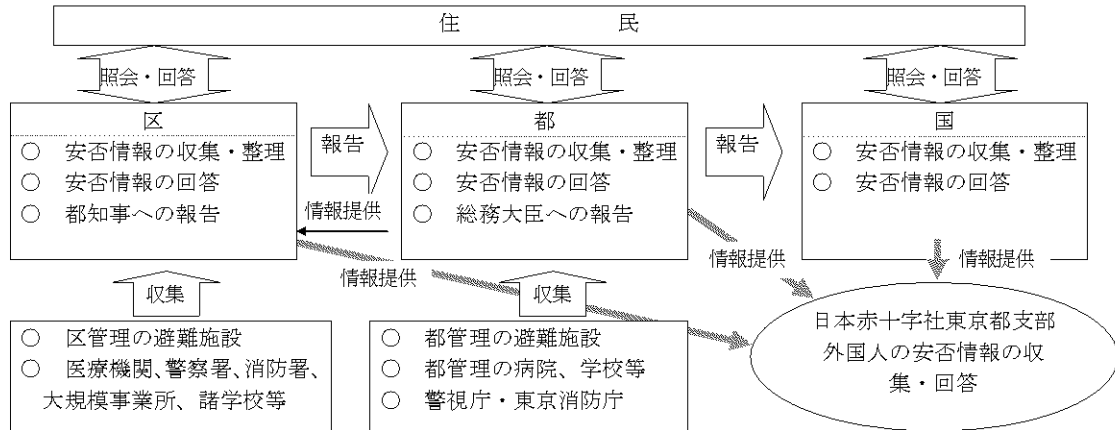 住 民
照会・回答 照会・回答 照会・回答
区
○ 安否情報の収集・整理
○ 安否情報の回答
○ 都知事への報告
報告
都
○ 安否情報の収集・整理
○ 安否情報の回答
○ 総務大臣への報告
報告
国
○ 安否情報の収集・整理
○ 安否情報の回答
情報提供
情報提供
情報提供
情報提供
収集
収集
○ 区管理の避難施設
○ 医療機関、警察署、消防署、
大規模事業所、諸学校等
○ 都管理の避難施設
○ 都管理の病院、学校等
○ 警視庁・東京消防庁
日本赤十字社東京都支部
外国人の安否情報の収
集・回答